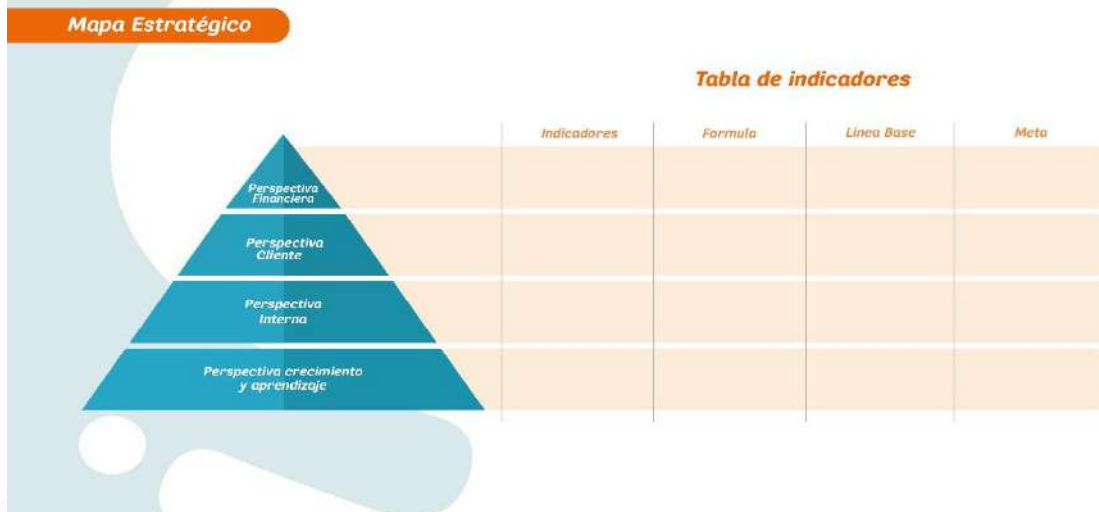 Mapa Estratégico
Tabla de indicadores
Indicadores
Formula
Linea Base
Meta
Perspectiva
Financiera
Perspectiva
Cliente
Perspectiva
Interna
Perspectiva crecimiento
y aprendizaje